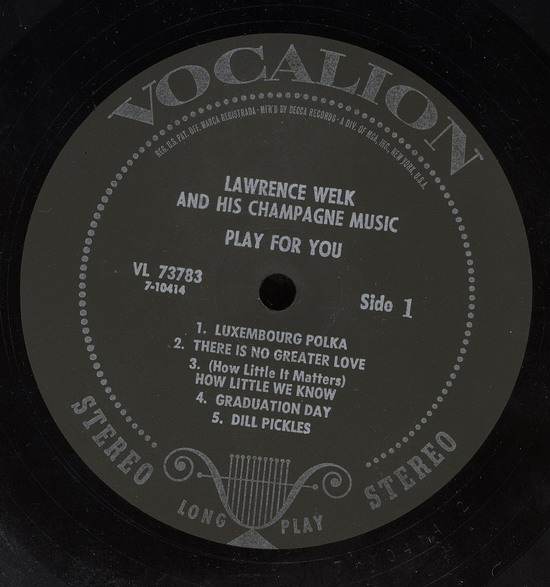 VOCALION
REG. U.S. PAT. OFF. MARCA REGISTRADA · MFR'D BY DECCA RECORDS · A DIV. OF MCA, INC., NEW YORK, U.S.A.
LAWRENCE WELK
AND HIS CHAMPAGNE MUSIC
PLAY FOR YOU
VL 73783
7-10414
Side 1
1. LUXEMBOURG POLKA
2. THERE IS NO GREATER LOVE
3. (How Little It Matters)
HOW LITTLE WE KNOW
4. GRADUATION DAY
5. DILL PICKLES
STEREO
LONG PLAY
STEREO